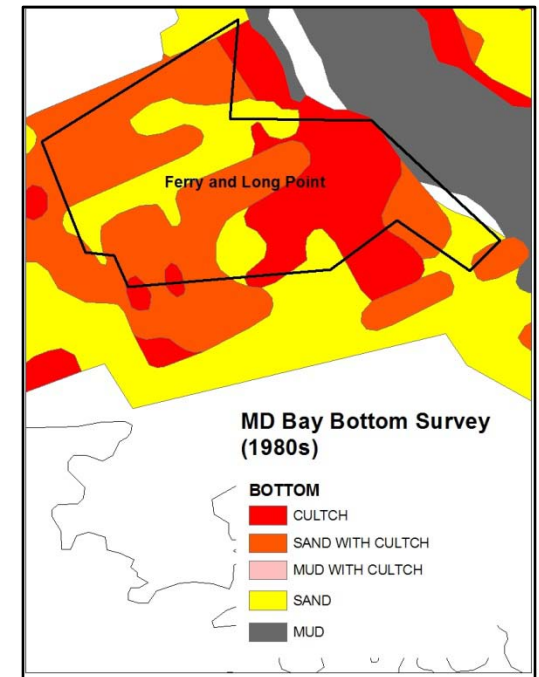 Ferry and Long Point
MD Bay Bottom Survey
(1980s)
BOTTOM
CULTCH
SAND WITH CULTCH
MUD WITH CULTCH
SAND
MUD